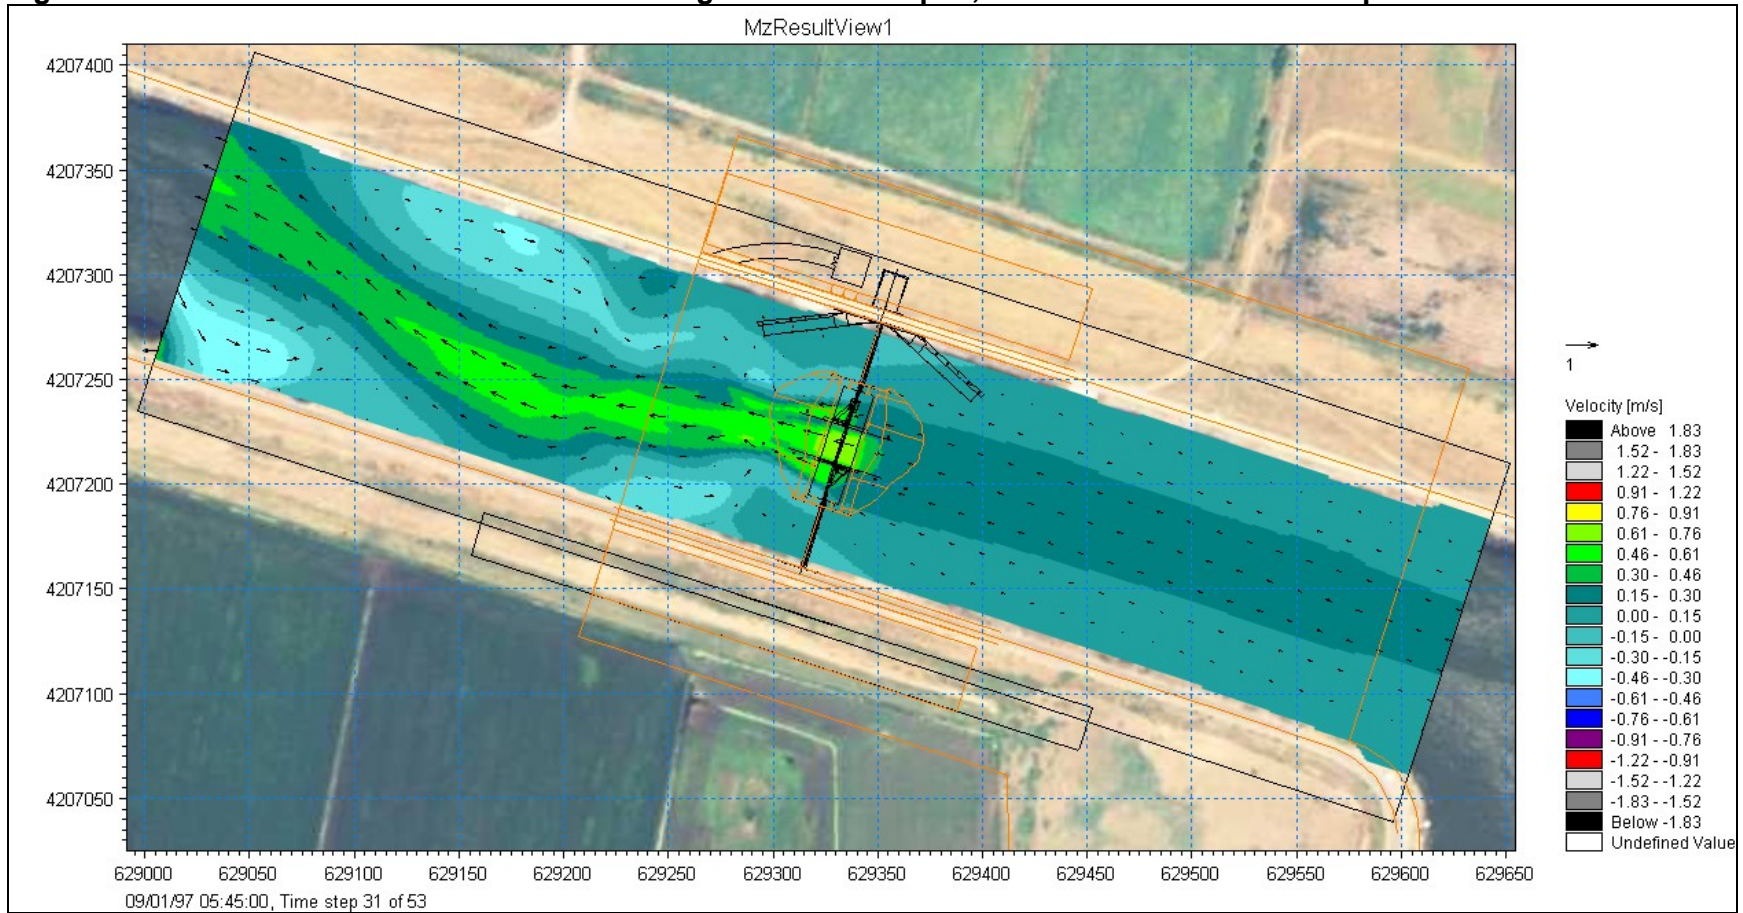 MzResultView1
4207400
4207350
4207300
4207250
4207200
4207150
4207100
4207050
629000 629050 629100 629150 629200 629250 629300 629350 629400 629450 629500 629550 629600 629650
09/01/97 05:45:00, Time step 31 of 53
1
Velocity [m/s]
Above 1.83
1.52 - 1.83
1.22 - 1.52
0.91 - 1.22
0.76 - 0.91
0.61 - 0.76
0.46 - 0.61
0.30 - 0.46
0.15 - 0.30
0.00 - 0.15
-0.15 - 0.00
-0.30 - -0.15
-0.46 - -0.30
-0.61 - -0.46
-0.76 - -0.61
-0.91 - -0.76
-1.22 - -0.91
-1.52 - -1.22
-1.83 - -1.52
Below -1.83
Undefined Value